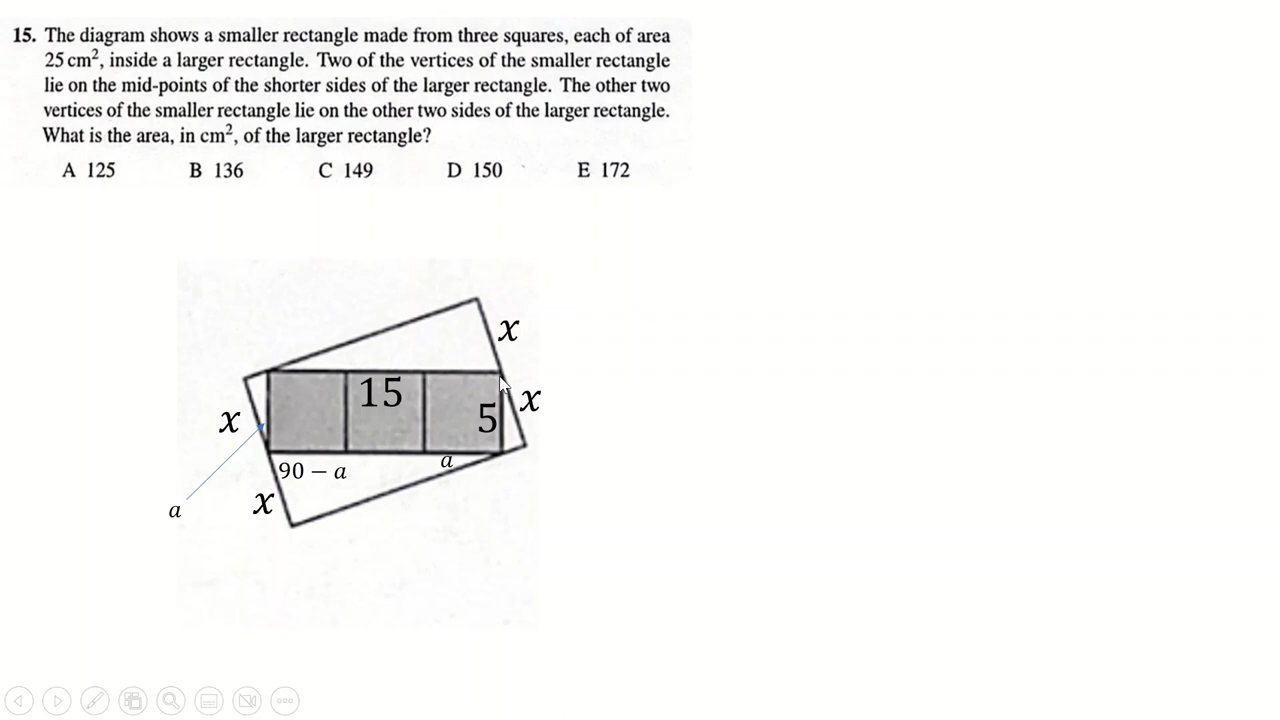 15. The diagram shows a smaller rectangle made from three squares, each of area
25 cm², inside a larger rectangle. Two of the vertices of the smaller rectangle
lie on the mid-points of the shorter sides of the larger rectangle. The other two
vertices of the smaller rectangle lie on the other two sides of the larger rectangle.
What is the area, in cm², of the larger rectangle?
A 125 B 136 C 149 D 150 E 172
x
15
x
5
x
90 − a
a
x
a